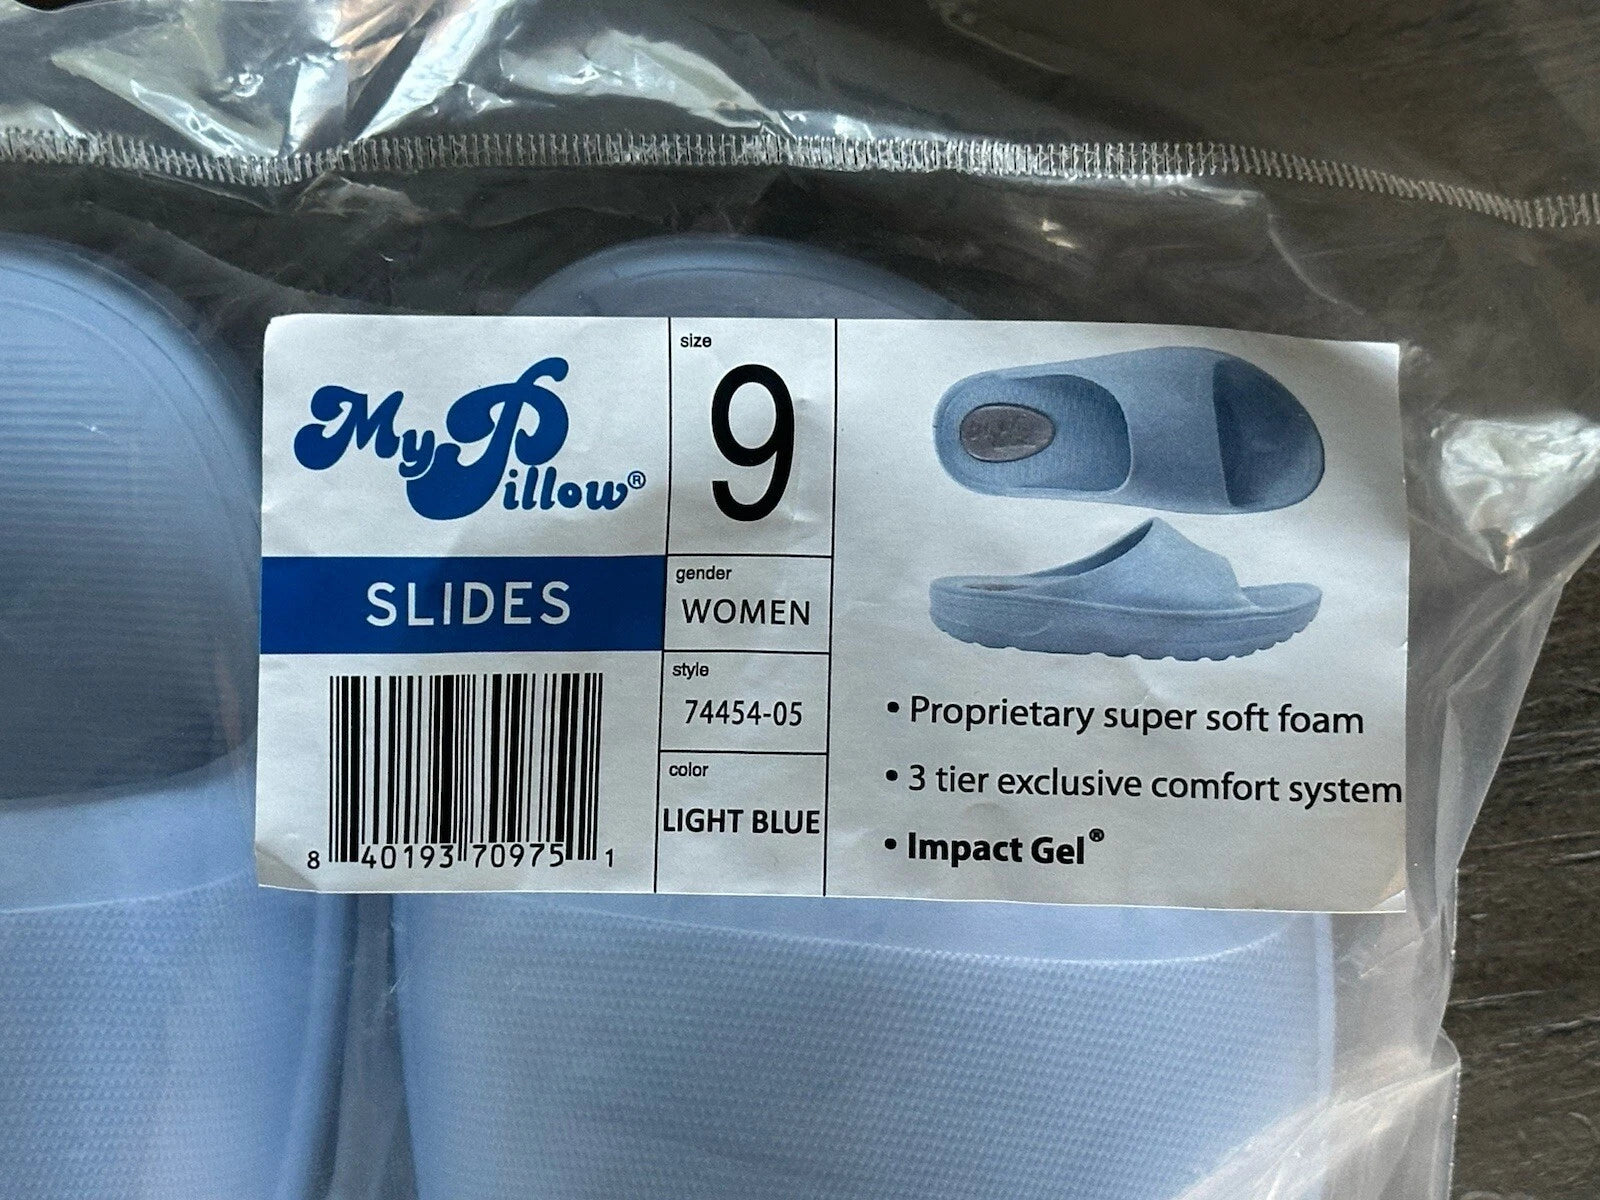 MyPillow®
SLIDES
8 40193 70975 1
size
9
gender
WOMEN
style
74454-05
color
LIGHT BLUE
• Proprietary super soft foam
• 3 tier exclusive comfort system
• Impact Gel®